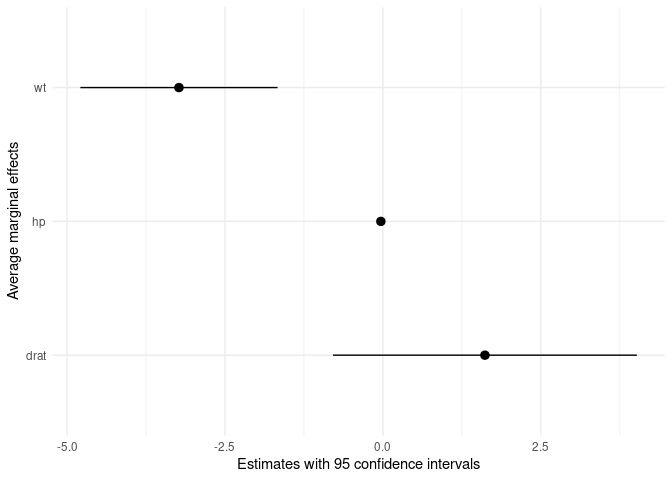 Average marginal effects
wt
hp
drat
-5.0
-2.5
0.0
2.5
Estimates with 95 confidence intervals